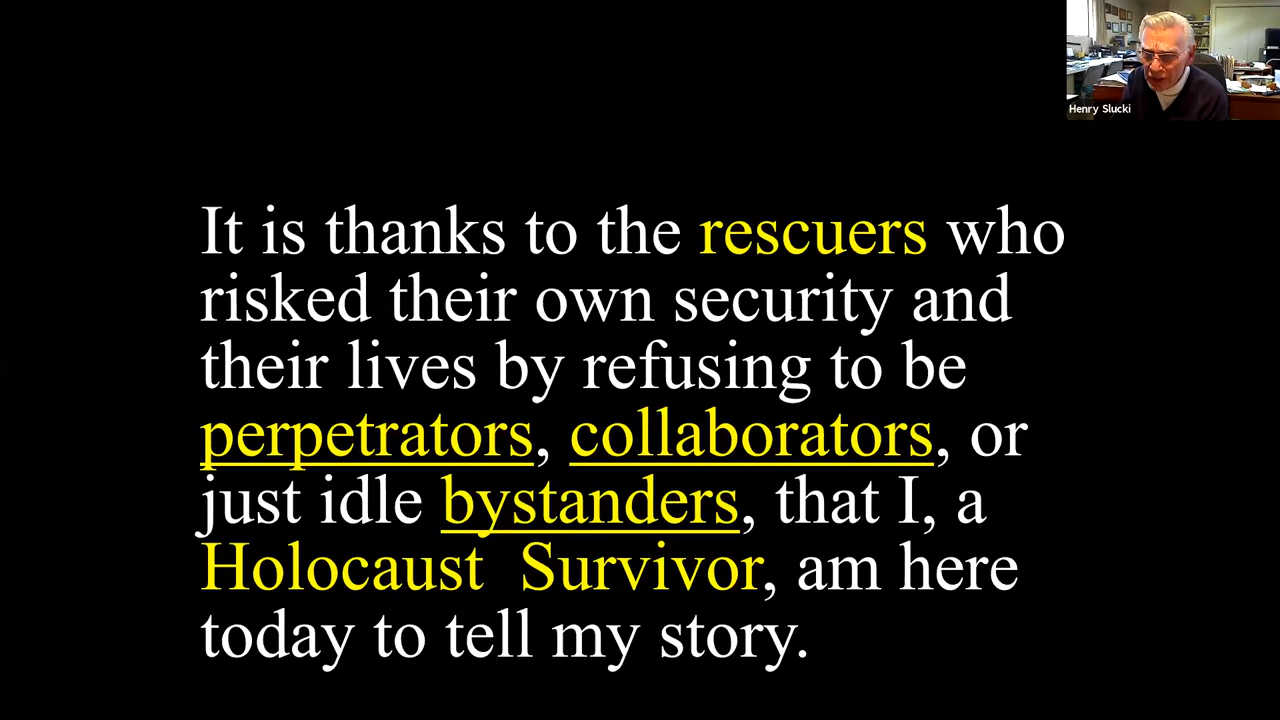 Henry Slucki
It is thanks to the rescuers who
risked their own security and
their lives by refusing to be
perpetrators, collaborators, or
just idle bystanders, that I, a
Holocaust  Survivor, am here
today to tell my story.